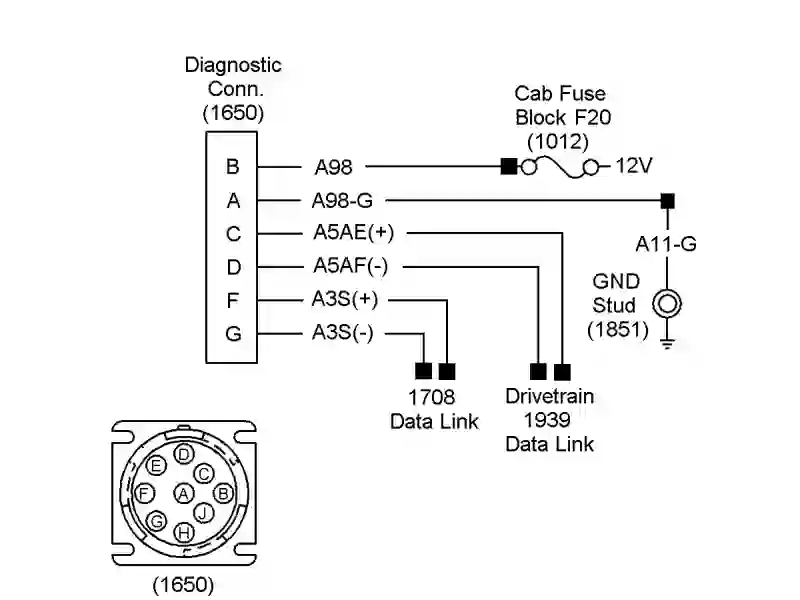 Diagnostic
Conn.
(1650)
Cab Fuse
Block F20
(1012)
B A98 12V
A A98-G
C A5AE(+)
A11-G
D A5AF(-)
GND
Stud
(1851)
F A3S(+)
G A3S(-)
1708
Data Link
Drivetrain
1939
Data Link
D
E C
F A B
G J
H
(1650)